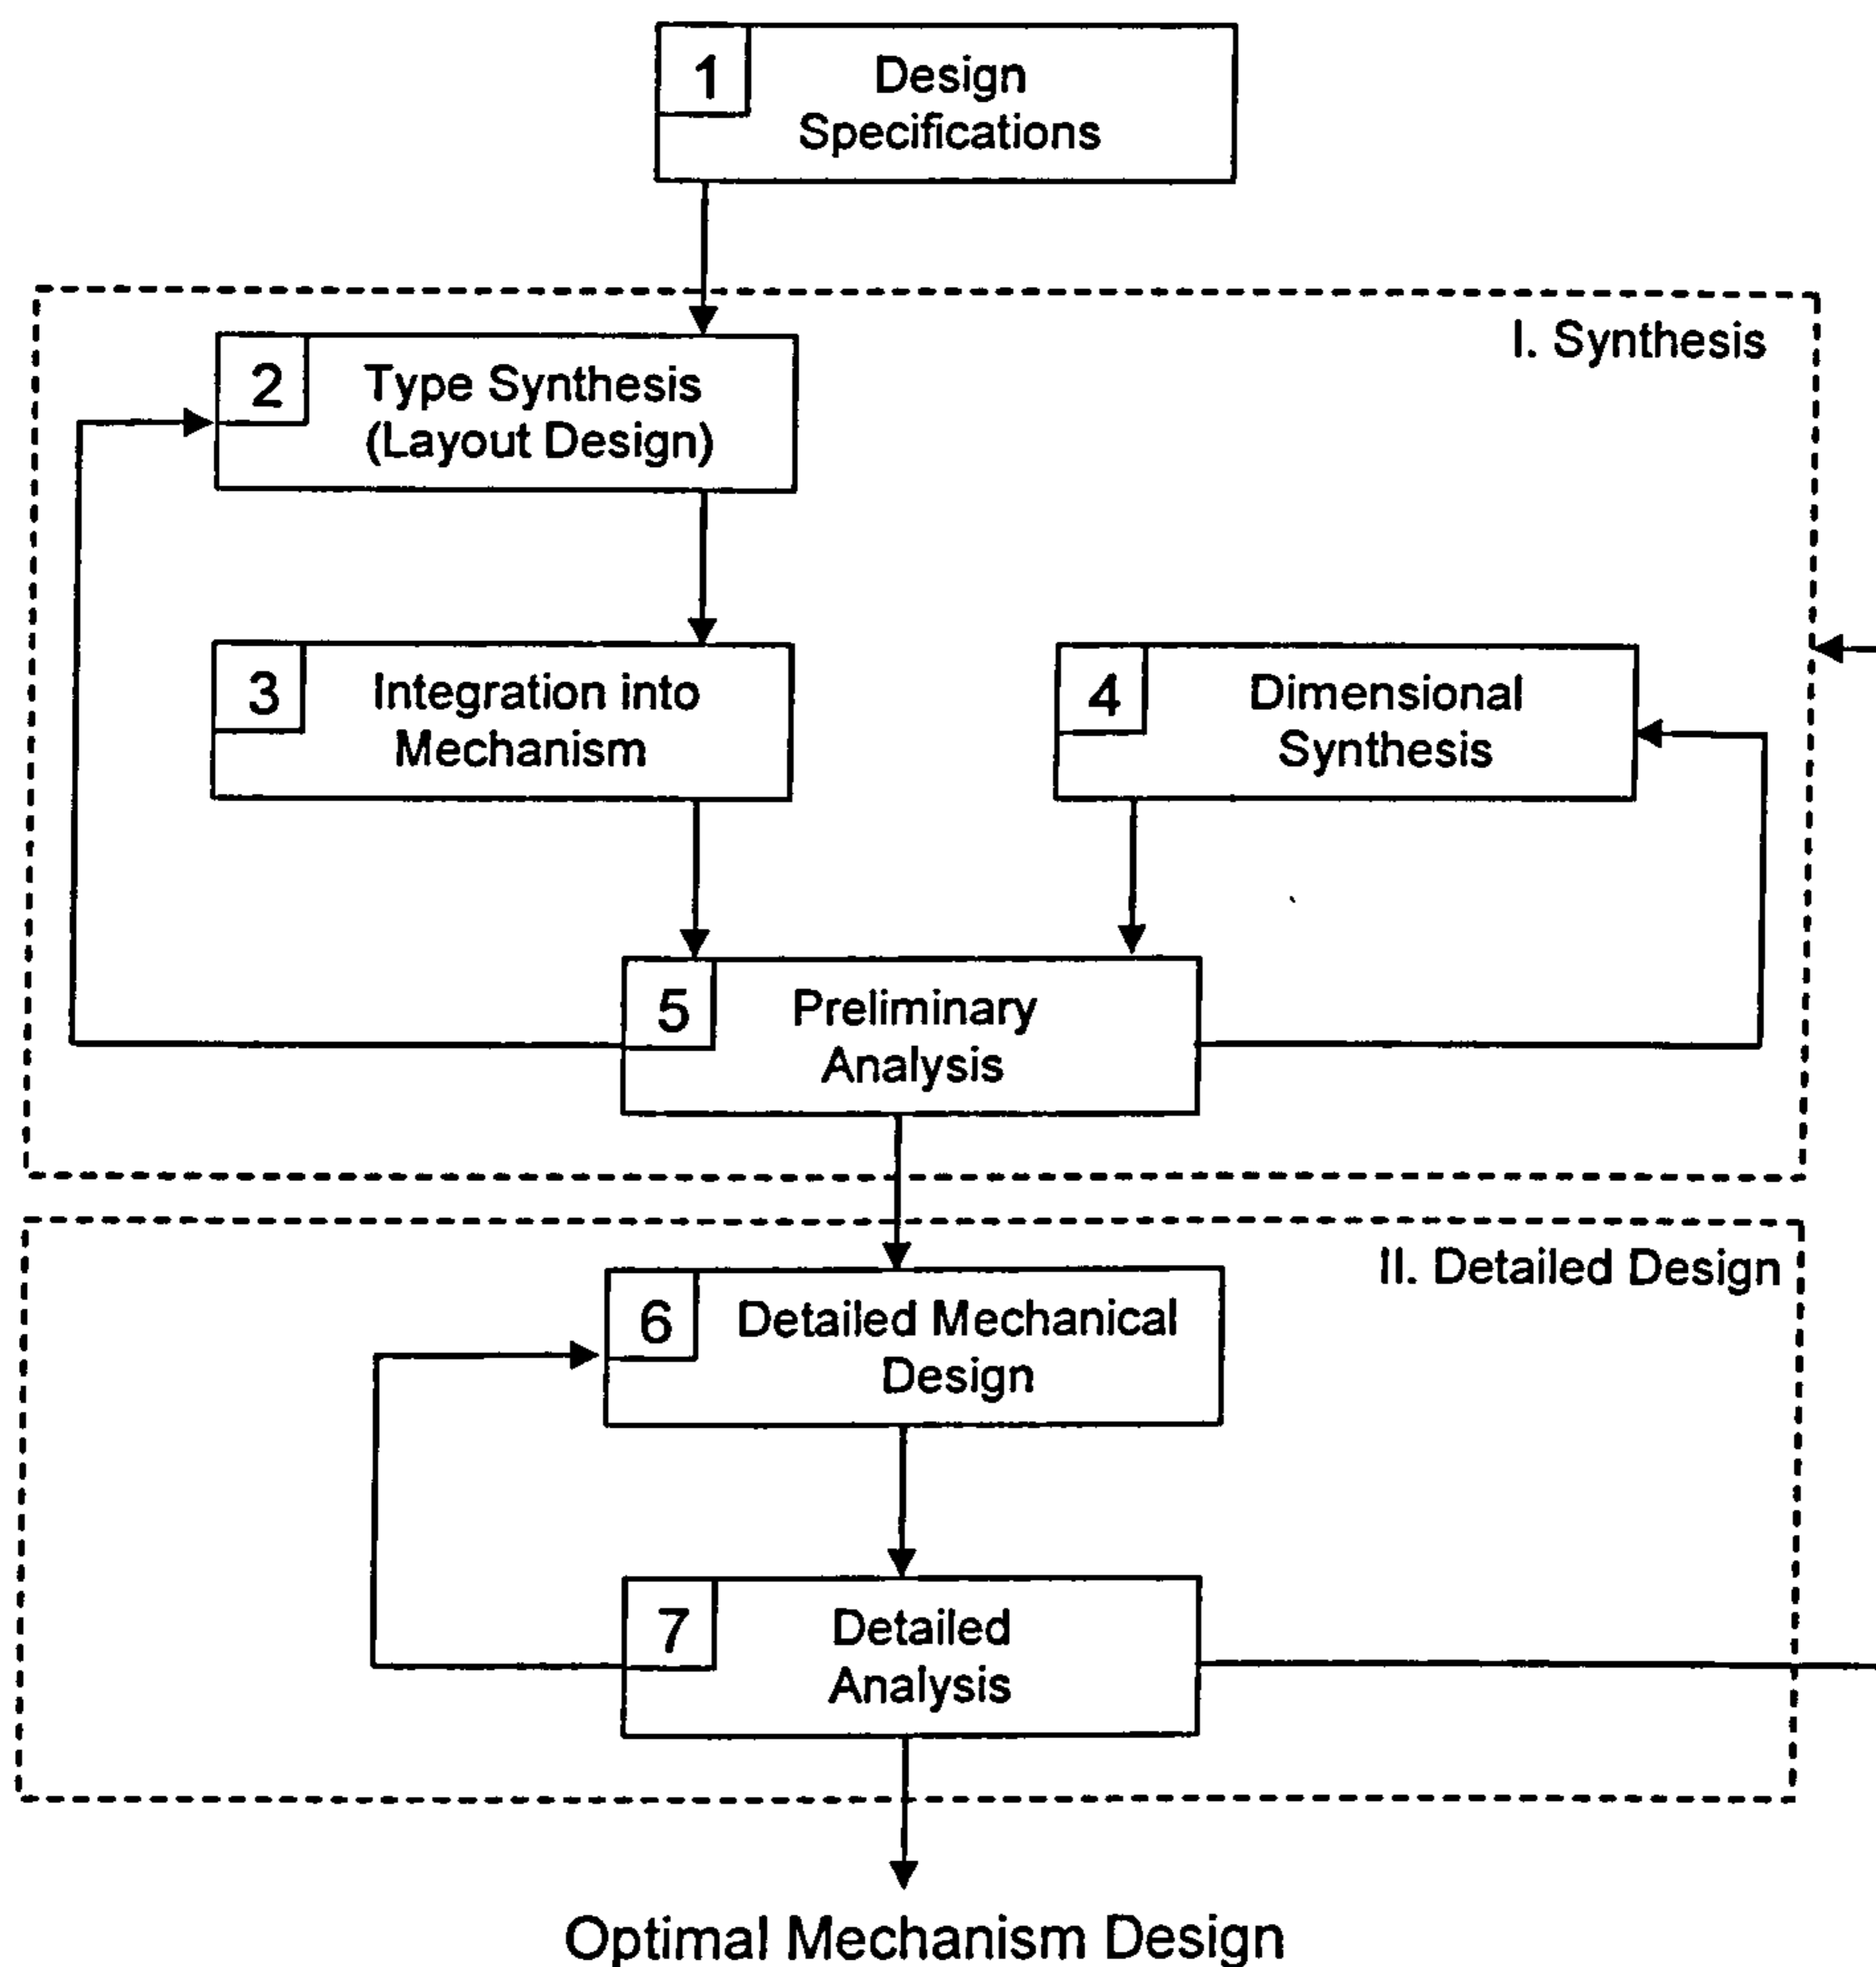 1
Design
Specifications
I. Synthesis
2
Type Synthesis
(Layout Design)
3
Integration into
Mechanism
4
Dimensional
Synthesis
5
Preliminary
Analysis
II. Detailed Design
6
Detailed Mechanical
Design
7
Detailed
Analysis
Optimal Mechanism Design